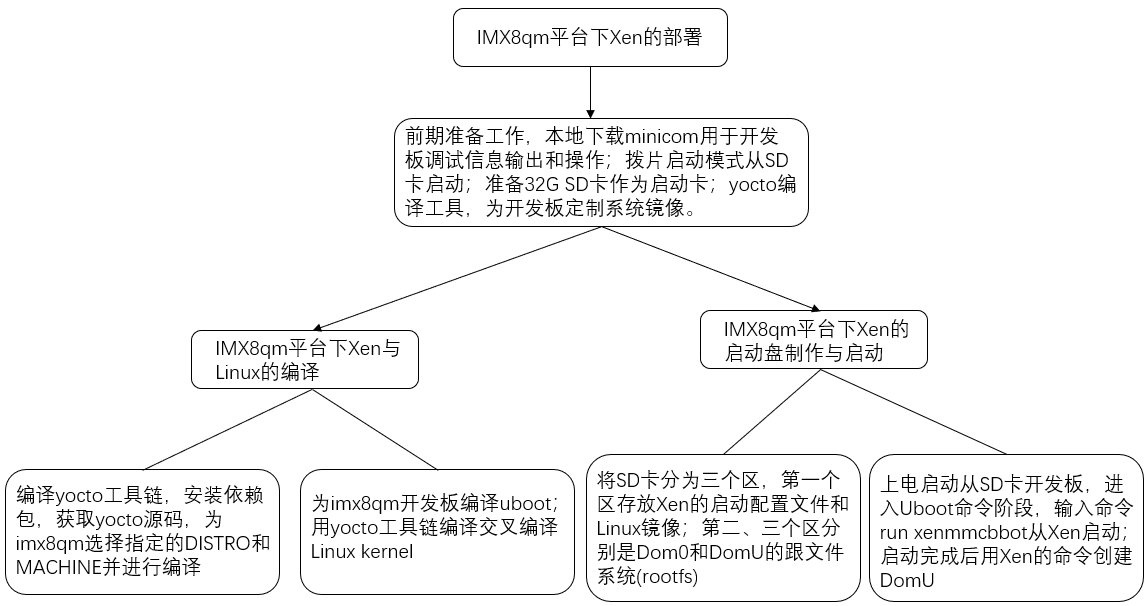 IMX8qm平台下Xen的部署
前期准备工作，本地下载minicom用于开发
板调试信息输出和操作；拨片启动模式从SD
卡启动；准备32G SD卡作为启动卡；yocto编
译工具，为开发板定制系统镜像。
IMX8qm平台下Xen与
Linux的编译
IMX8qm平台下Xen的
启动盘制作与启动
编译yocto工具链，安装依赖
包，获取yocto源码，为
imx8qm选择指定的DISTRO和
MACHINE并进行编译
为imx8qm开发板编译uboot；
用yocto工具链编译交叉编译
Linux kernel
将SD卡分为三个区，第一个
区存放Xen的启动配置文件和
Linux镜像；第二、三个区分
别是Dom0和DomU的跟文件
系统(rootfs)
上电启动从SD卡开发板，进
入Uboot命令阶段，输入命令
run xenmmcbbot从Xen启动；
启动完成后用Xen的命令创建
DomU